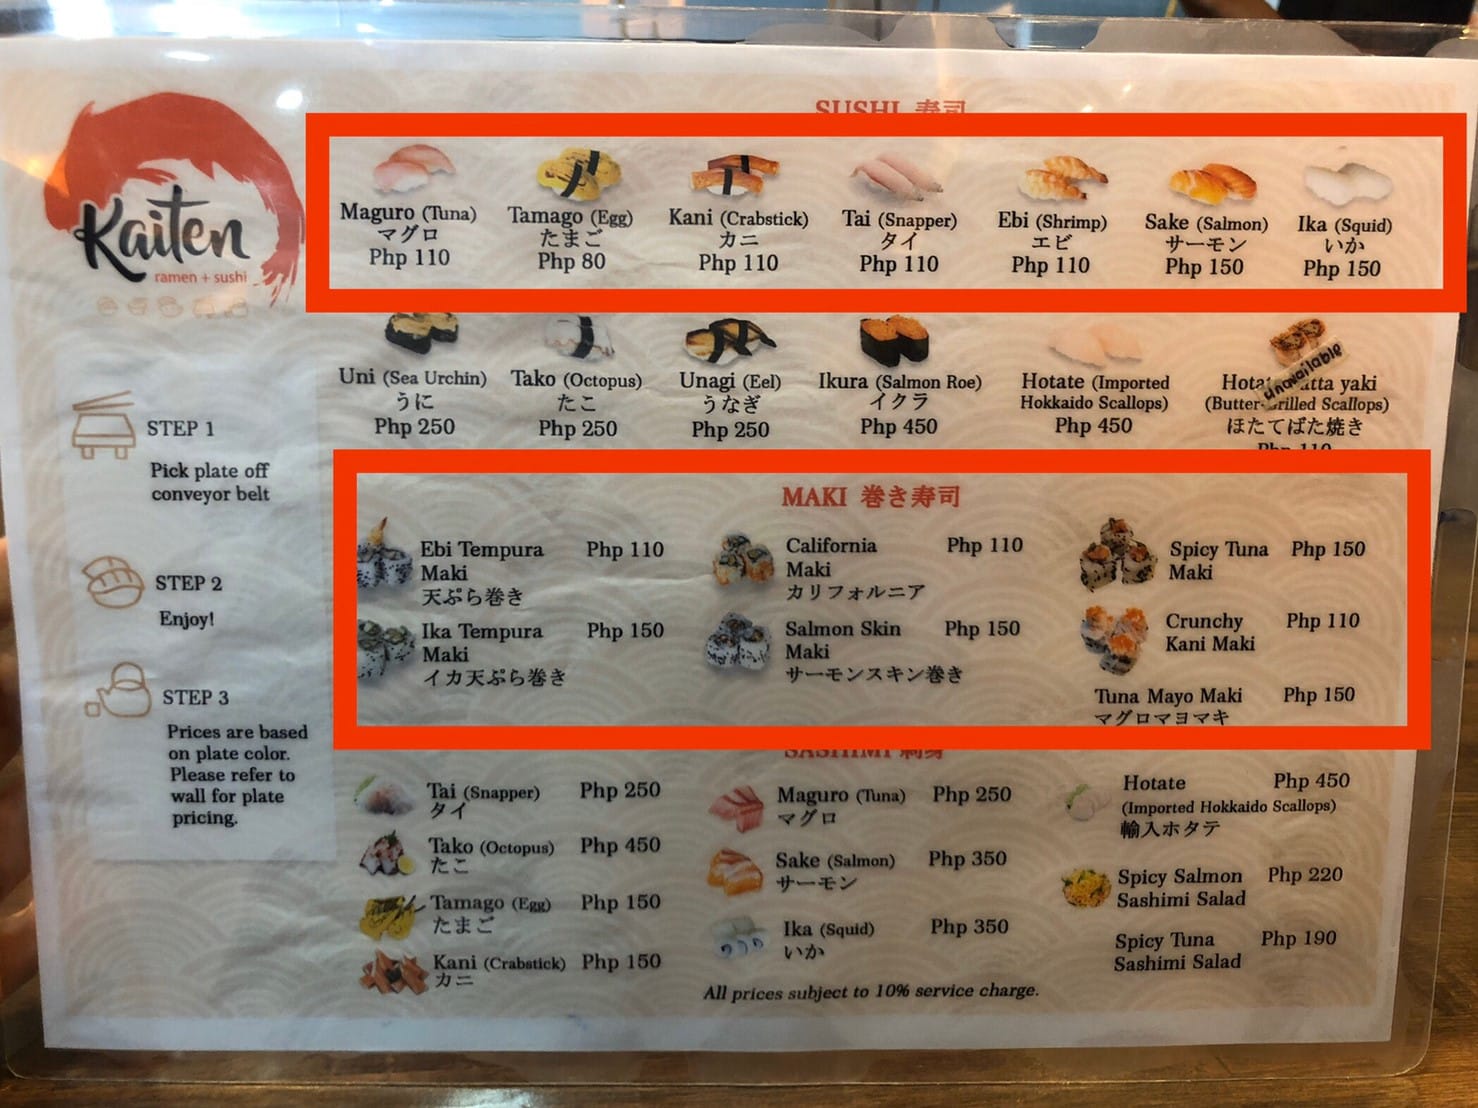 Kaiten
ramen + sushi
STEP 1
Pick plate off
conveyor belt
STEP 2
Enjoy!
STEP 3
Prices are based
on plate color.
Please refer to
wall for plate
pricing.
SUSHI 寿司
Maguro (Tuna)
マグロ
Php 110
Tamago (Egg)
たまご
Php 80
Kani (Crabstick)
カニ
Php 110
Tai (Snapper)
タイ
Php 110
Ebi (Shrimp)
エビ
Php 110
Sake (Salmon)
サーモン
Php 150
Ika (Squid)
いか
Php 150
Uni (Sea Urchin)
うに
Php 250
Tako (Octopus)
たこ
Php 250
Unagi (Eel)
うなぎ
Php 250
Ikura (Salmon Roe)
イクラ
Php 450
Hotate (Imported
Hokkaido Scallops)
Php 450
unavailable
yaki
Scallops)
ほたてばた焼き
Php 110
MAKI 巻き寿司
Ebi Tempura Php 110
Maki
天ぷら巻き
Ika Tempura Php 150
Maki
イカ天ぷら巻き
California Php 110
Maki
カリフォルニア
Salmon Skin Php 150
Maki
サーモンスキン巻き
Spicy Tuna Php 150
Maki
Crunchy Php 110
Kani Maki
Tuna Mayo Maki Php 150
マグロマヨマキ
SASHIMI 刺身
Tai (Snapper) Php 250
タイ
Tako (Octopus) Php 450
たこ
Tamago (Egg) Php 150
たまご
Kani (Crabstick) Php 150
カニ
Maguro (Tuna) Php 250
マグロ
Sake (Salmon) Php 350
サーモン
Ika (Squid) Php 350
いか
Hotate Php 450
(Imported Hokkaido Scallops)
輸入ホタテ
Spicy Salmon Php 220
Sashimi Salad
Spicy Tuna Php 190
Sashimi Salad
All prices subject to 10% service charge.